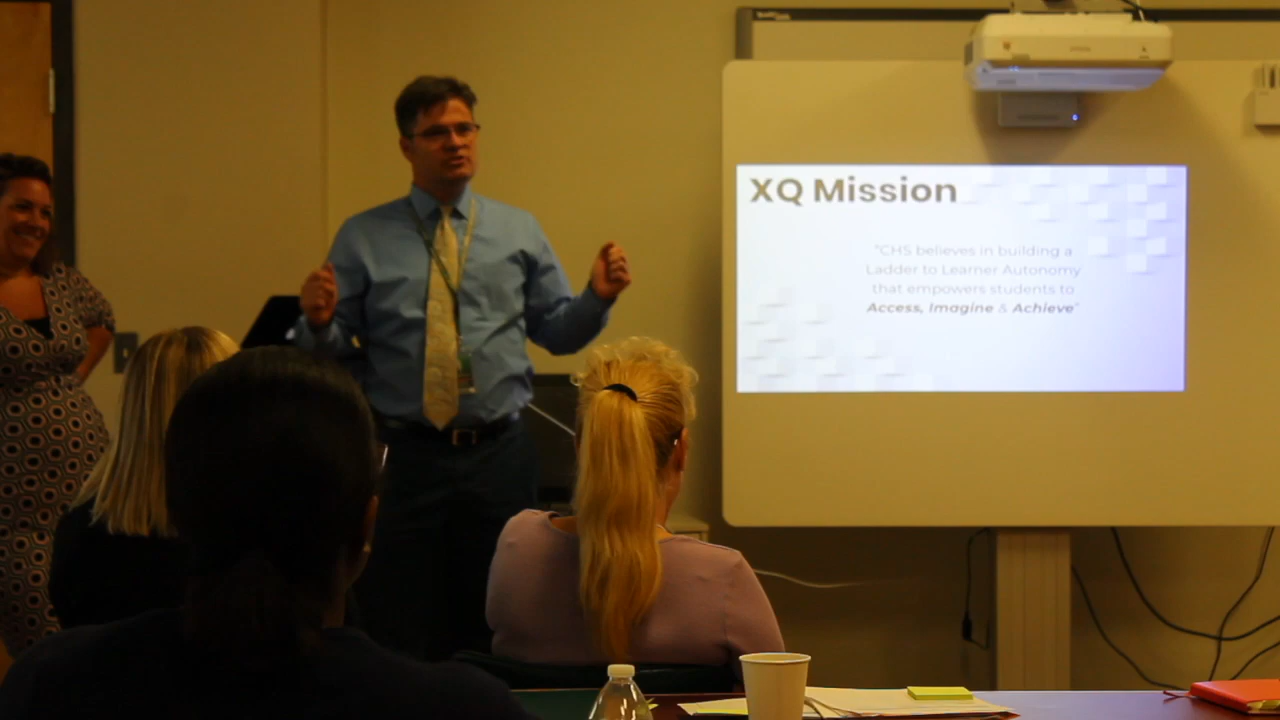 XQ Mission
"CHS believes in building a
Ladder to Learner Autonomy
that empowers students to
Access, Imagine & Achieve"